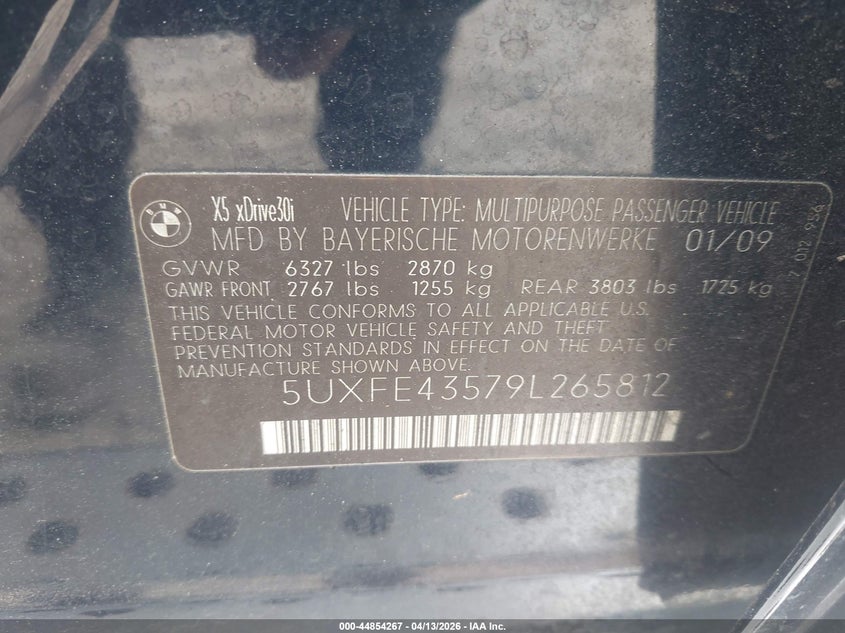 BMW
X5 xDrive30i VEHICLE TYPE: MULTIPURPOSE PASSENGER VEHICLE
MFD BY BAYERISCHE MOTORENWERKE 01/09
GVWR 6327 lbs 2870 kg
GAWR FRONT 2767 lbs 1255 kg REAR 3803 lbs 1725 kg
THIS VEHICLE CONFORMS TO ALL APPLICABLE U.S.
FEDERAL MOTOR VEHICLE SAFETY AND THEFT
PREVENTION STANDARDS IN EFFECT ON THE DATE OF
MANUFACTURE SHOWN ABOVE.
5UXFE43579L265812
7 012 956
000-44854267 - 04/13/2026 - IAA Inc.